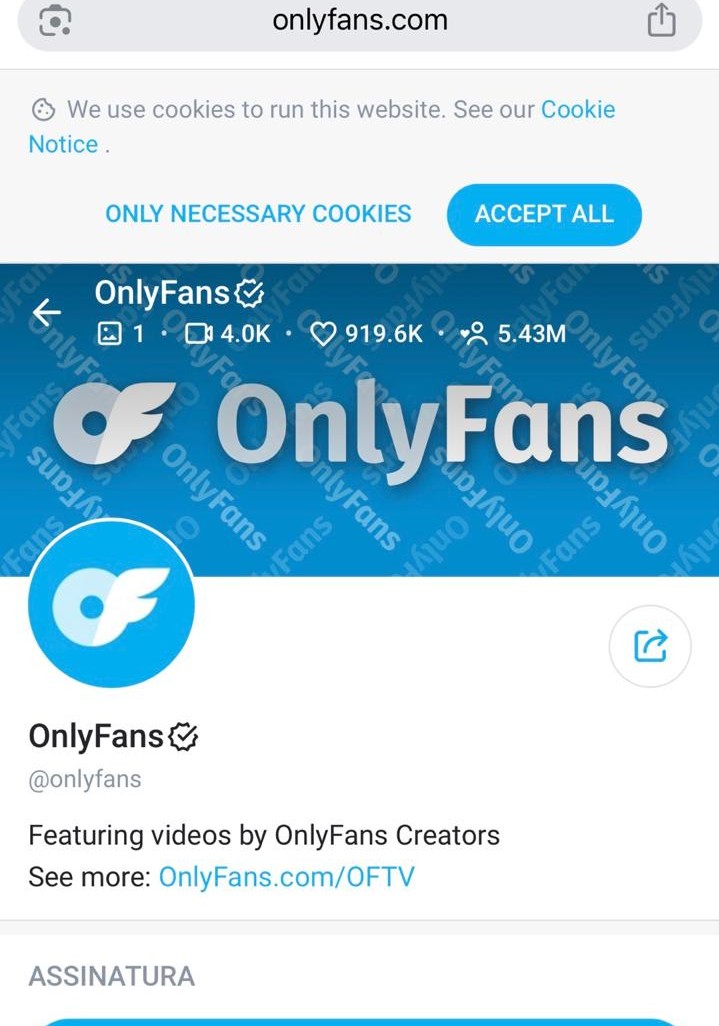 onlyfans.com
We use cookies to run this website. See our Cookie
Notice .
ONLY NECESSARY COOKIES
ACCEPT ALL
OnlyFans
1 · 4.0K · 919.6K · 5.43M
OnlyFans
OnlyFans
@onlyfans
Featuring videos by OnlyFans Creators
See more: OnlyFans.com/OFTV
ASSINATURA